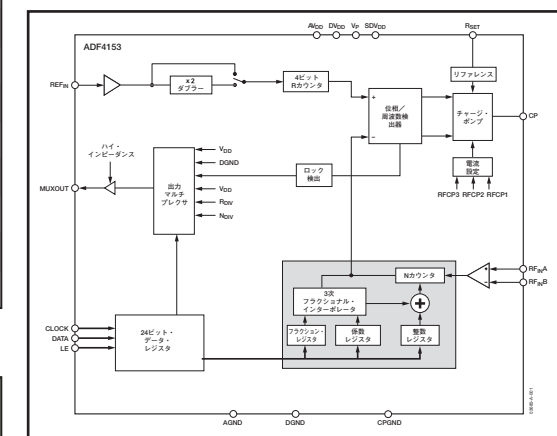 AVDD DVDD VP SDVDD RSET
ADF4153
リファレンス
REFIN
×2
ダブラー
4ビット
Rカウンタ
位相／
周波数検
出器
+
−
チャージ・
ポンプ
CP
電流
設定
RFCP3 RFCP2 RFCP1
ハイ・
インピーダンス
MUXOUT
出力
マルチ
プレクサ
VDD
DGND
ロック
検出
VDD
RDIV
NDIV
Nカウンタ
RFINA
RFINB
3次
フラクショナル・
インターポレータ
フラクション・
レジスタ
係数
レジスタ
整数
レジスタ
CLOCK
DATA
LE
24ビット・
データ・
レジスタ
AGND DGND CPGND